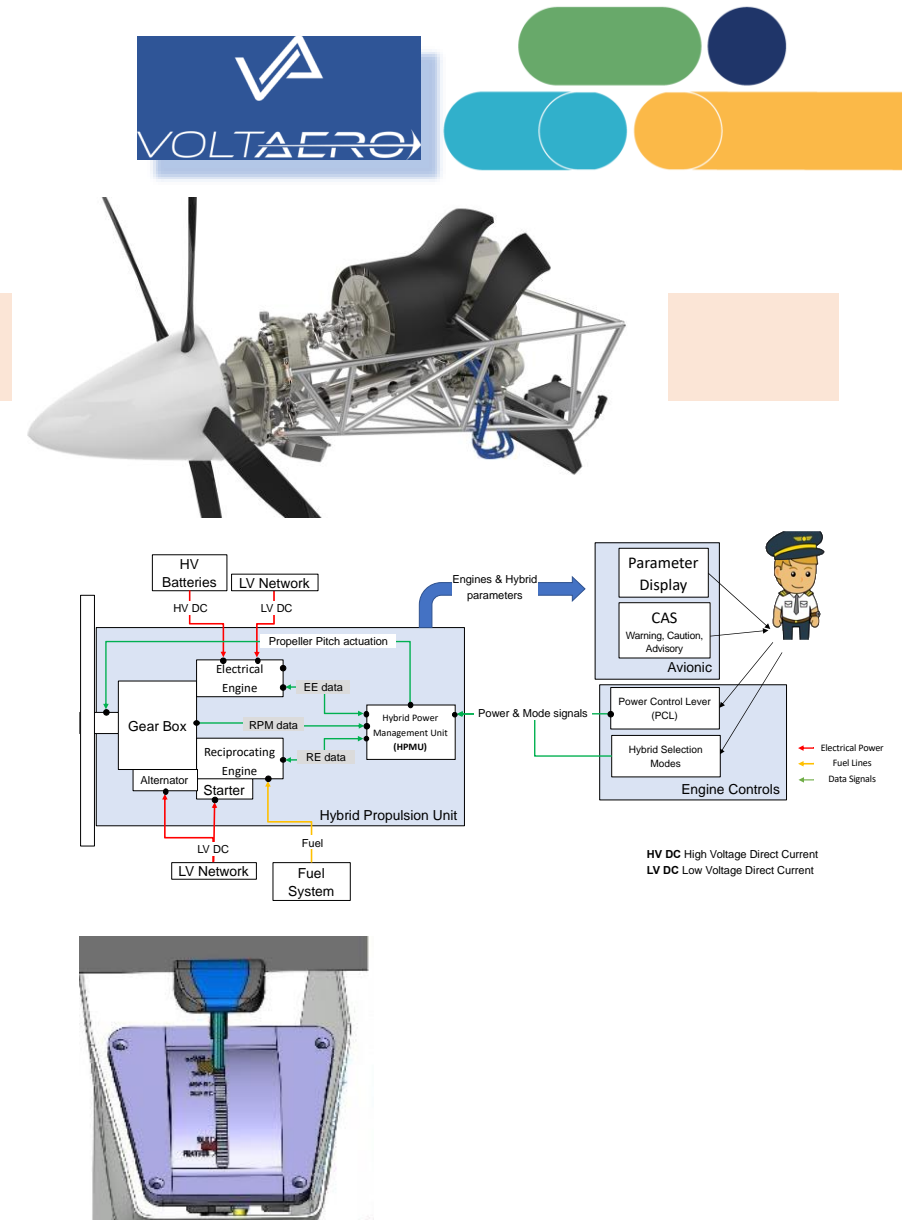 VOLTAERO
HV
Batteries
LV Network
HV DC
LV DC
Propeller Pitch actuation
Electrical
Engine
EE data
Gear Box
RPM data
Hybrid Power
Management Unit
(HPMU)
Reciprocating
Engine
RE data
Alternator
Starter
Hybrid Propulsion Unit
LV DC
Fuel
LV Network
Fuel
System
Engines & Hybrid
parameters
Parameter
Display
CAS
Warning, Caution,
Advisory
Avionic
Power & Mode signals
Power Control Lever
(PCL)
Hybrid Selection
Modes
Engine Controls
Electrical Power
Fuel Lines
Data Signals
HV DC High Voltage Direct Current
LV DC Low Voltage Direct Current